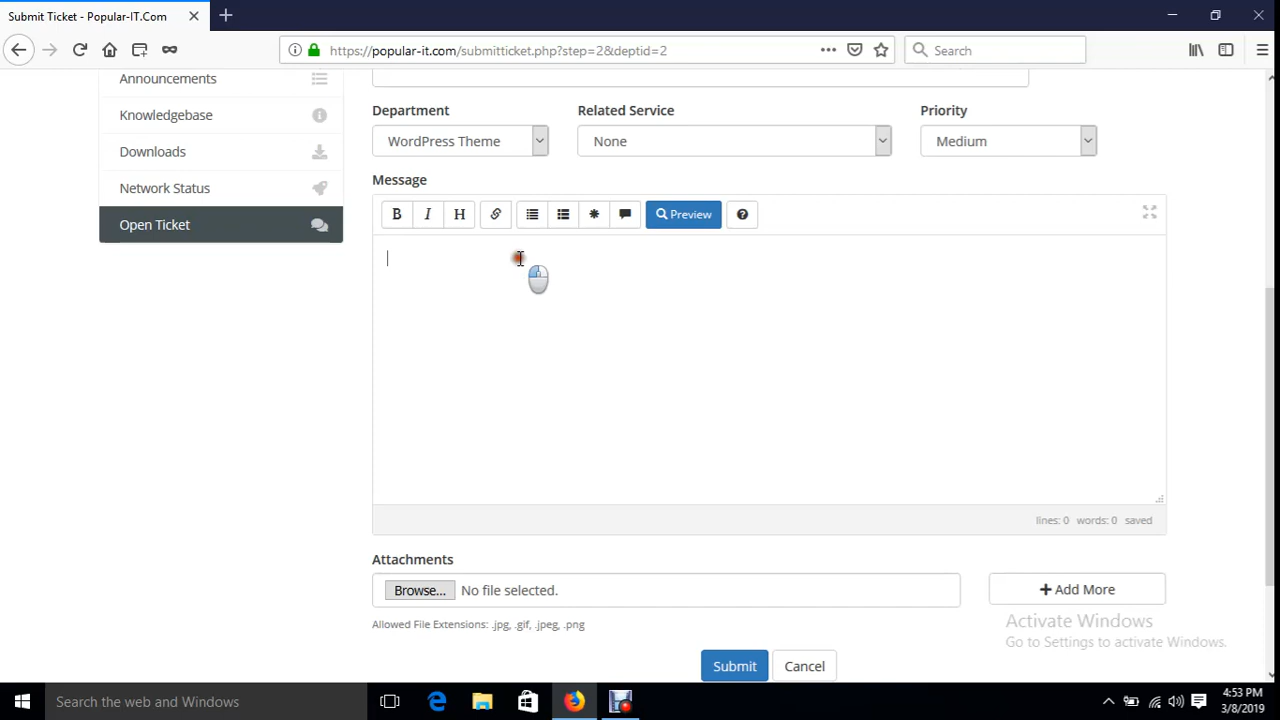 Submit Ticket - Popular-IT.Com
https://popular-it.com/submitticket.php?step=2&deptid=2
Search
Announcements
Knowledgebase
Downloads
Network Status
Open Ticket
Department
Related Service
Priority
WordPress Theme
None
Medium
Message
B I H
Preview
lines: 0 words: 0 saved
Attachments
Browse... No file selected.
Add More
Allowed File Extensions: .jpg, .gif, .jpeg, .png
Activate Windows
Go to Settings to activate Windows.
Submit
Cancel
Search the web and Windows
4:53 PM
3/8/2019